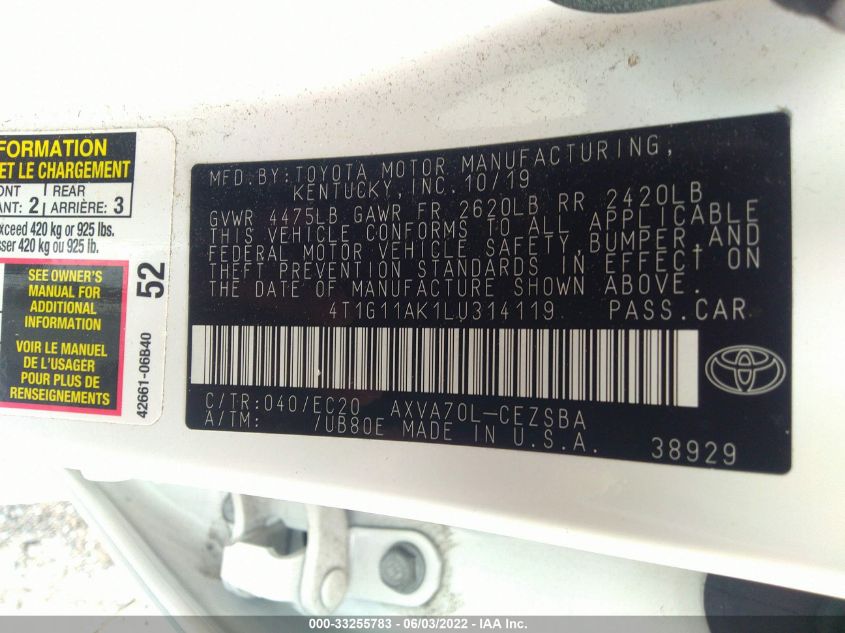 FORMATION
ET LE CHARGEMENT
REAR
ANT: 2 ARRIÈRE: 3
xceed 420 kg or 925 lbs.
sser 420 kg ou 925 lb.
SEE OWNER'S
MANUAL FOR
ADDITIONAL
INFORMATION
VOIR LE MANUEL
DE L'USAGER
POUR PLUS DE
RENSEIGNEMENTS
52
42661-06B40
MFD.BY:TOYOTA MOTOR MANUFACTURING,
KENTUCKY, INC. 10/19
GVWR 4475LB GAWR FR 2620LB RR 2420LB
THIS VEHICLE CONFORMS TO ALL APPLICABLE
FEDERAL MOTOR VEHICLE SAFETY, BUMPER, AND
THEFT PREVENTION STANDARDS IN EFFECT ON
THE DATE OF MANUFACTURE SHOWN ABOVE.
4T1G11AK1LU314119 PASS.CAR
C/TR:040/EC20 AXVA70L-CEZSBA
A/TM: /UB80E MADE IN U.S.A.
38929
000-33255783 - 06/03/2022 - IAA Inc.